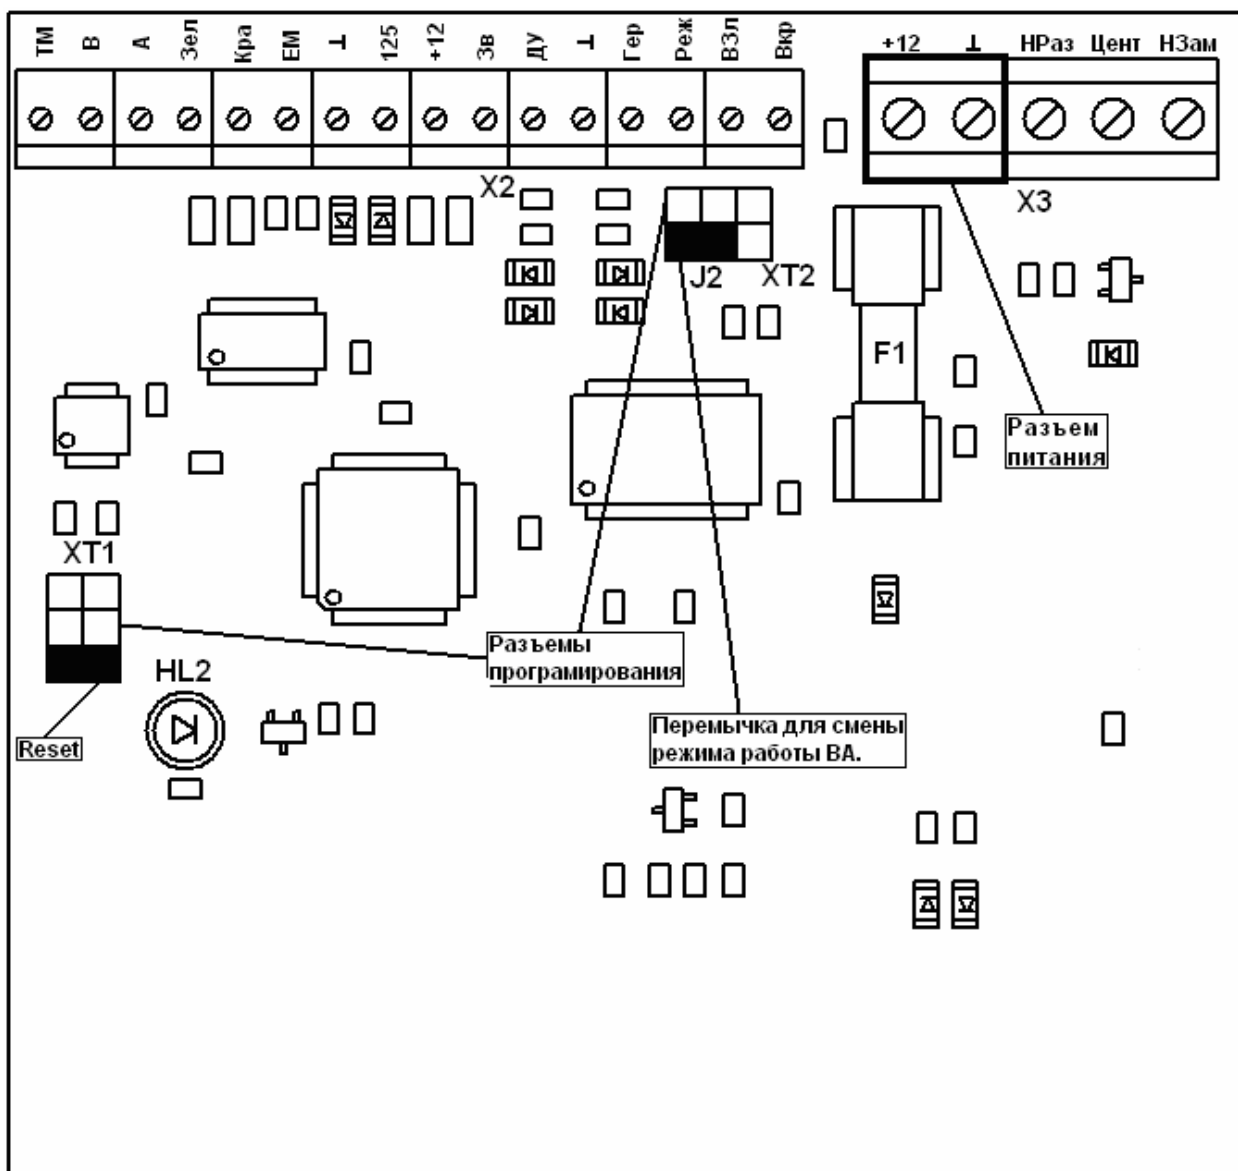 ТМ В А Зел Кра ЕМ ⊥ 125 +12 Зв ДУ ⊥ Гер Реж ВЗл Вкр
+12 ⊥ НРаз Цент НЗам
X2
X3
J2
XT2
F1
Разъем
питания
XT1
Разъемы
програмирования
HL2
Reset
Перемычка для смены
режима работы ВА.